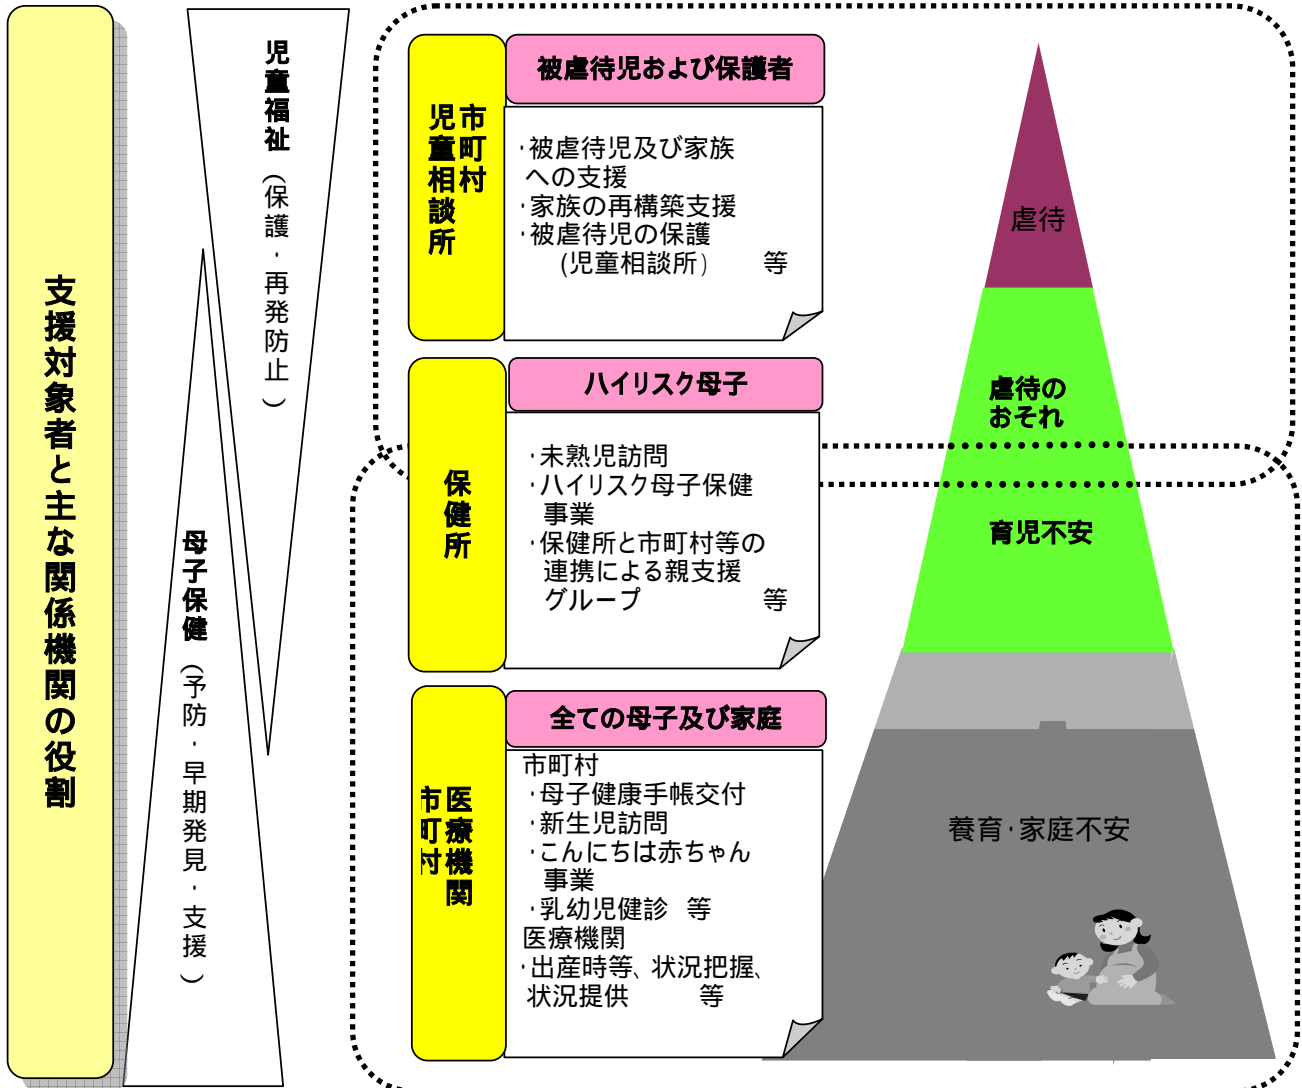 支援対象者と主な関係機関の役割
児童福祉（保護・再発防止）
母子保健（予防・早期発見・支援）
市町村
児童相談所
被虐待児および保護者
・被虐待児及び家族
への支援
・家族の再構築支援
・被虐待児の保護
(児童相談所) 等
保健所
ハイリスク母子
・未熟児訪問
・ハイリスク母子保健
事業
・保健所と市町村等の
連携による親支援
グループ 等
医療機関
市町村
全ての母子及び家庭
市町村
・母子健康手帳交付
・新生児訪問
・こんにちは赤ちゃん
事業
・乳幼児健診 等
医療機関
・出産時等、状況把握、
状況提供 等
虐待
虐待の
おそれ
育児不安
養育・家庭不安